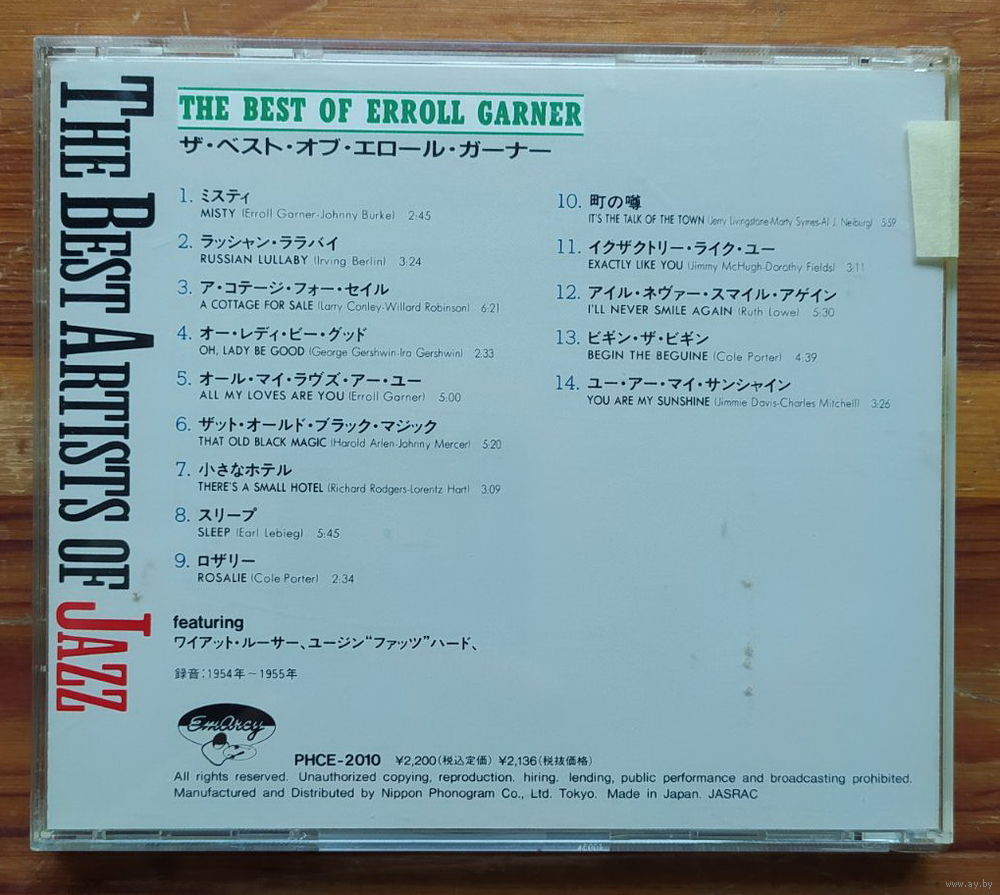 THE BEST ARTISTS OF JAZZ
THE BEST OF ERROLL GARNER
ザ・ベスト・オブ・エロール・ガーナー
1. ミスティ
MISTY (Erroll Garner-Johnny Burke) 2:45
2. ラッシャン・ララバイ
RUSSIAN LULLABY (Irving Berlin) 3:24
3. ア・コテージ・フォー・セイル
A COTTAGE FOR SALE (Larry Conley-Willard Robinson) 6:21
4. オー・レディ・ビー・グッド
OH, LADY BE GOOD (George Gershwin-Ira Gershwin) 2:33
5. オール・マイ・ラヴズ・アー・ユー
ALL MY LOVES ARE YOU (Erroll Garner) 5:00
6. ザット・オールド・ブラック・マジック
THAT OLD BLACK MAGIC (Harold Arlen-Johnny Mercer) 5:20
7. 小さなホテル
THERE'S A SMALL HOTEL (Richard Rodgers-Lorentz Hart) 3:09
8. スリープ
SLEEP (Earl Lebieg) 5:45
9. ロザリー
ROSALIE (Cole Porter) 2:34
10. 町の噂
IT'S THE TALK OF THE TOWN (Jerry Livingstone-Marty Symes-Al J. Neiburg) 5:59
11. イクザクトリー・ライク・ユー
EXACTLY LIKE YOU (Jimmy McHugh-Dorothy Fields) 3:11
12. アイル・ネヴァー・スマイル・アゲイン
I'LL NEVER SMILE AGAIN (Ruth Lowe) 5:30
13. ビギン・ザ・ビギン
BEGIN THE BEGUINE (Cole Porter) 4:39
14. ユー・アー・マイ・サンシャイン
YOU ARE MY SUNSHINE (Jimmie Davis-Charles Mitchell) 3:26
featuring
ワイアット・ルーサー、ユージン“ファッツ”ハード、
録音：1954年～1955年
EmArcy
PHCE-2010 ¥2,200(税込定価) ¥2,136(税抜価格)
All rights reserved. Unauthorized copying, reproduction. hiring. lending, public performance and broadcasting prohibited.
Manufactured and Distributed by Nippon Phonogram Co., Ltd. Tokyo. Made in Japan. JASRAC
www.ay.by